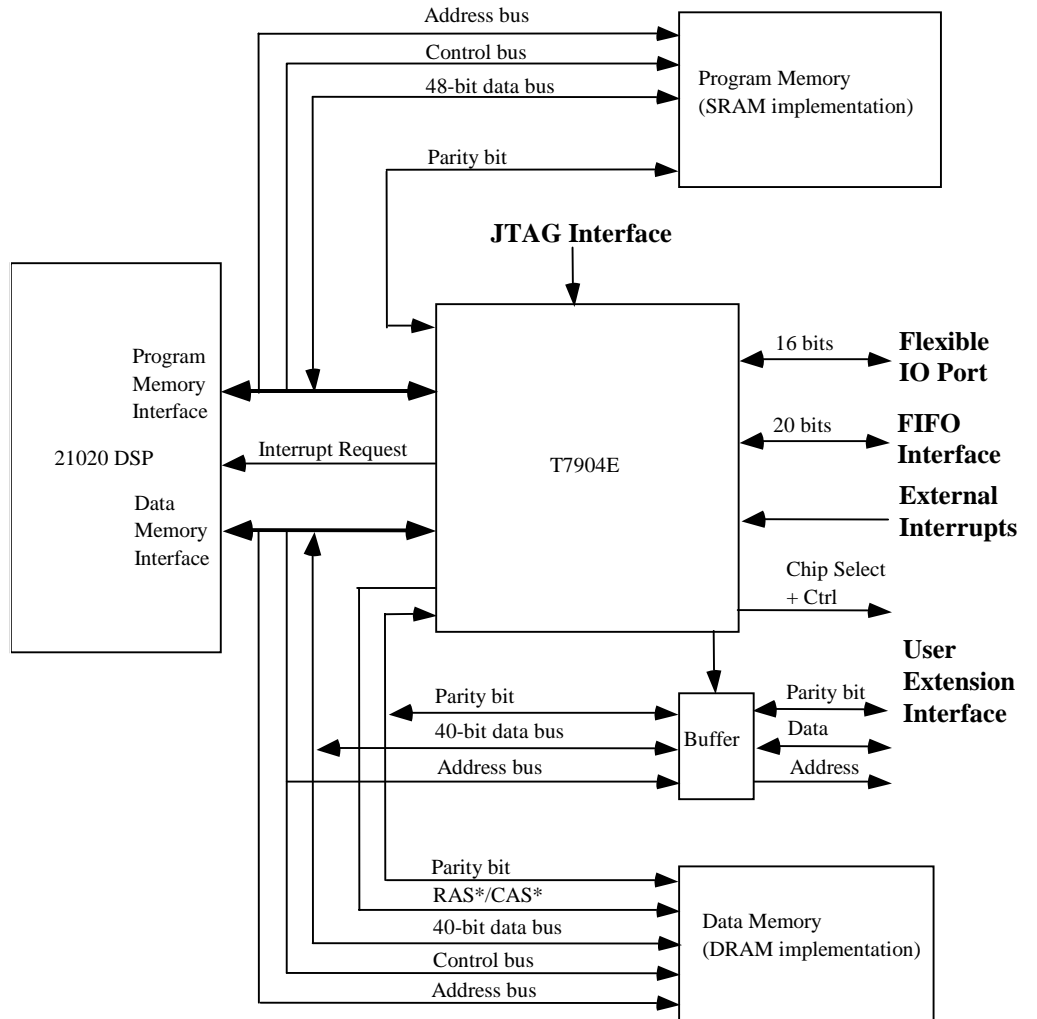 Address bus
Control bus
48-bit data bus
Program Memory
(SRAM implementation)
Parity bit
JTAG Interface
Program
Memory
Interface
21020 DSP
Interrupt Request
Data
Memory
Interface
T7904E
16 bits
Flexible
IO Port
20 bits
FIFO
Interface
External
Interrupts
Chip Select
+ Ctrl
User
Extension
Interface
Parity bit
40-bit data bus
Address bus
Buffer
Parity bit
Data
Address
Parity bit
RAS*/CAS*
40-bit data bus
Control bus
Address bus
Data Memory
(DRAM implementation)